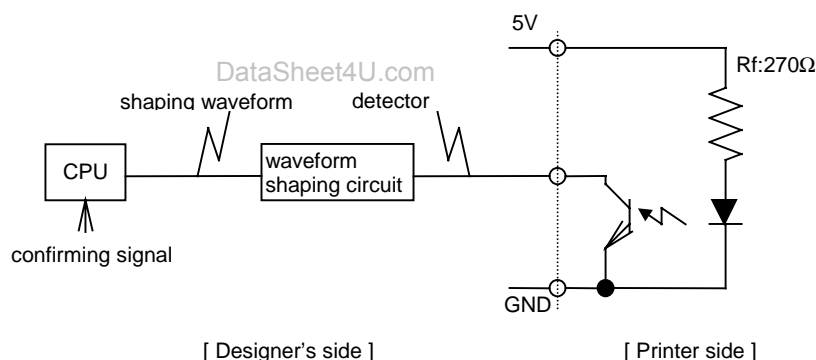 5V
Rf:270Ω
DataSheet4U.com
shaping waveform
detector
CPU
waveform
shaping circuit
confirming signal
GND
[ Designer's side ]
[ Printer side ]